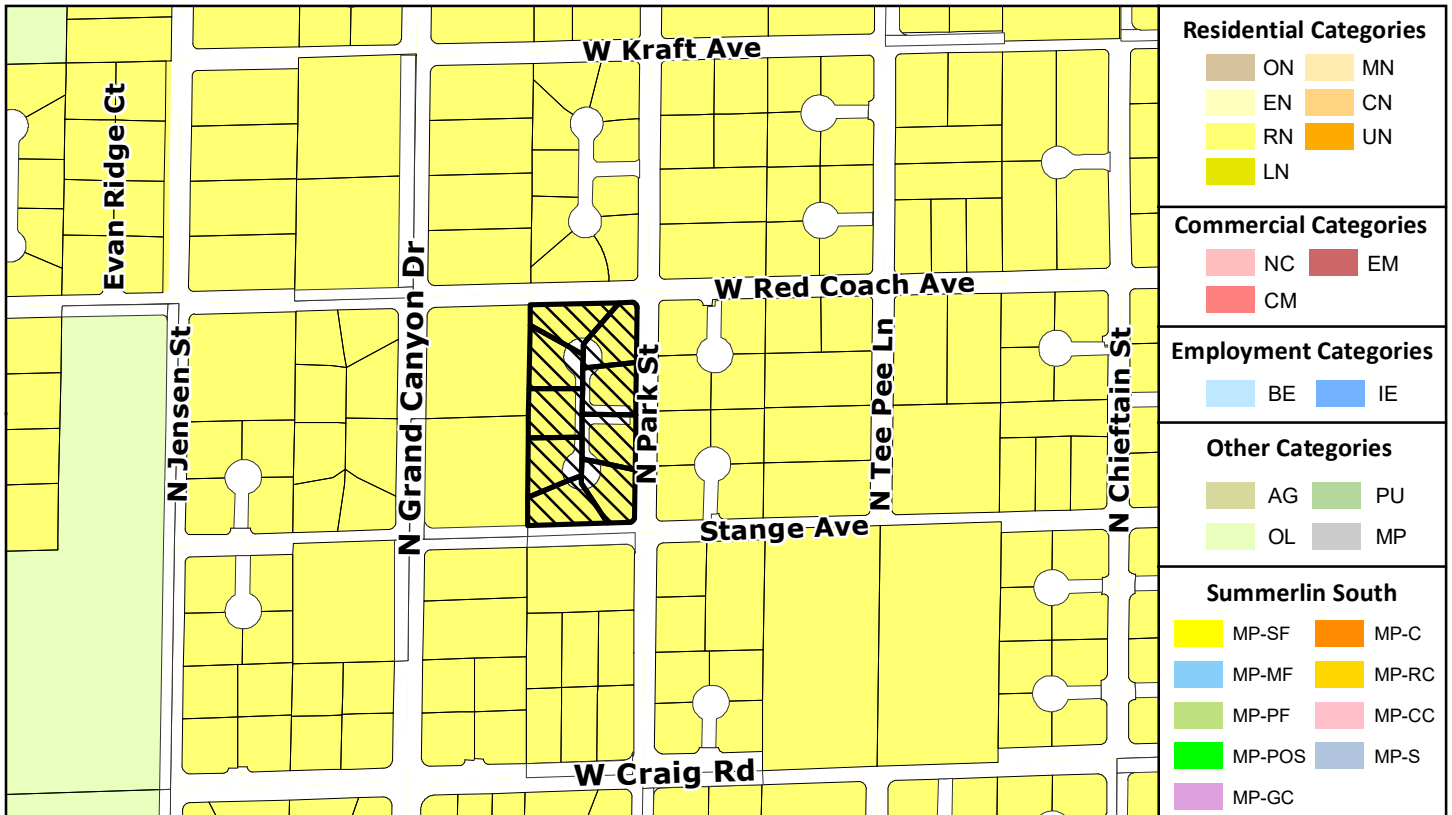 W Kraft Ave
Evan Ridge Ct
N Grand Canyon Dr
W Red Coach Ave
N Jensen St
N Park St
N Tee Pee Ln
N Chieftain St
Stange Ave
W Craig Rd
Residential Categories
ON MN
EN CN
RN UN
LN
Commercial Categories
NC EM
CM
Employment Categories
BE IE
Other Categories
AG PU
OL MP
Summerlin South
MP-SF MP-C
MP-MF MP-RC
MP-PF MP-CC
MP-POS MP-S
MP-GC